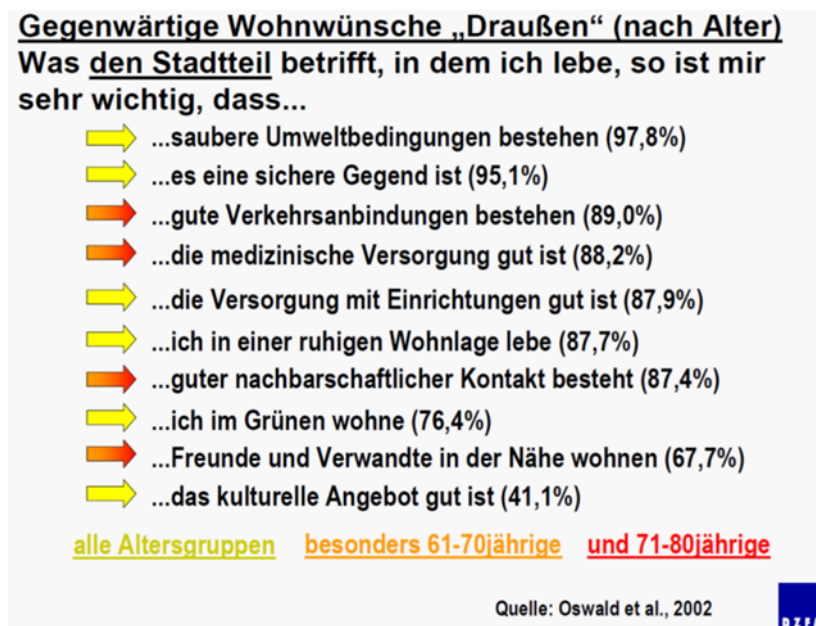 Gegenwärtige Wohnwünsche „Draußen“ (nach Alter)
Was den Stadtteil betrifft, in dem ich lebe, so ist mir
sehr wichtig, dass...
...saubere Umweltbedingungen bestehen (97,8%)
...es eine sichere Gegend ist (95,1%)
...gute Verkehrsanbindungen bestehen (89,0%)
...die medizinische Versorgung gut ist (88,2%)
...die Versorgung mit Einrichtungen gut ist (87,9%)
...ich in einer ruhigen Wohnlage lebe (87,7%)
...guter nachbarschaftlicher Kontakt besteht (87,4%)
...ich im Grünen wohne (76,4%)
...Freunde und Verwandte in der Nähe wohnen (67,7%)
...das kulturelle Angebot gut ist (41,1%)
alle Altersgruppen besonders 61-70jährige und 71-80jährige
Quelle: Oswald et al., 2002